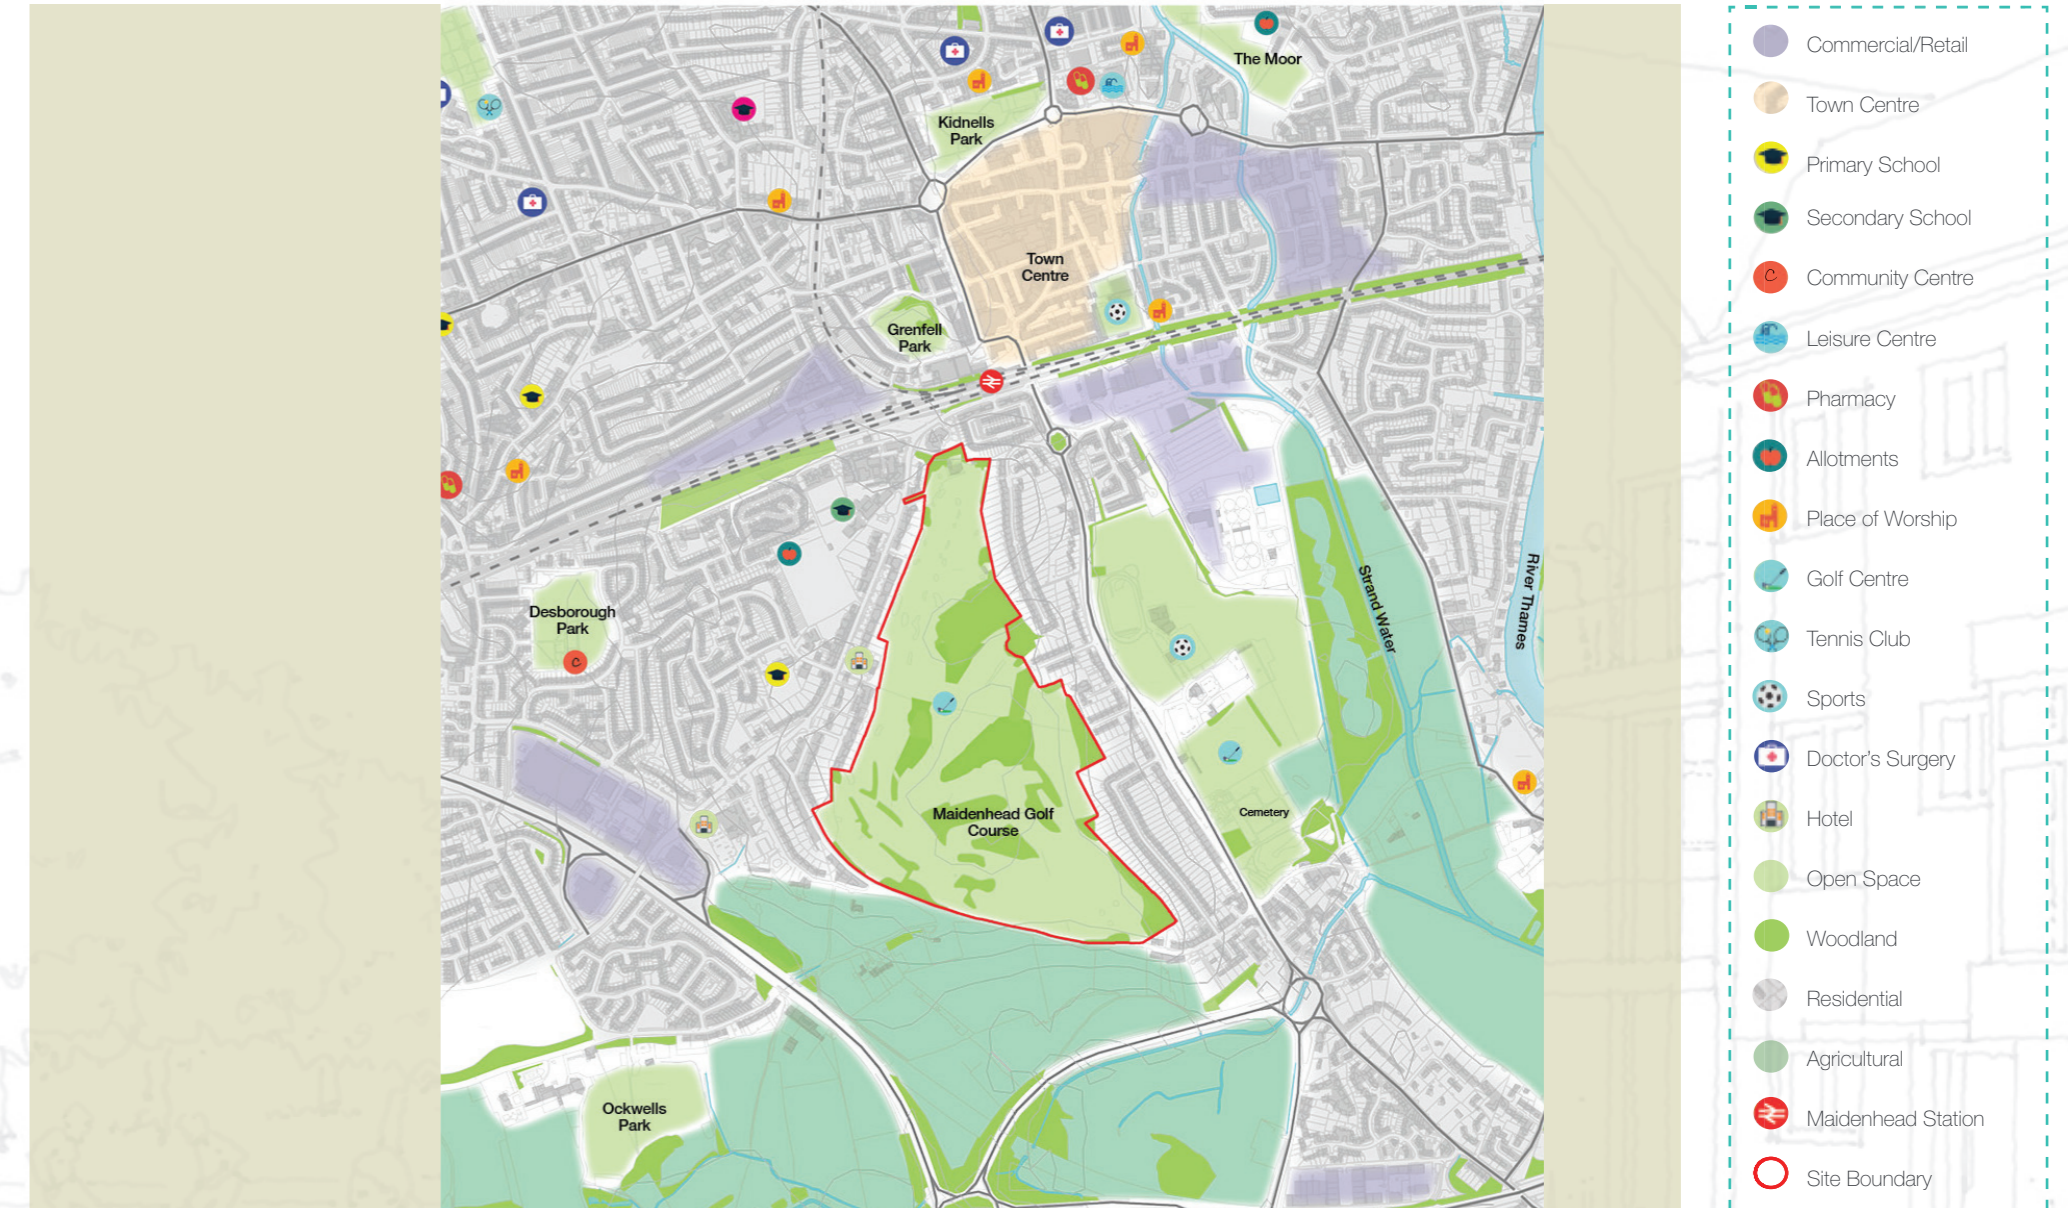 The Moor
Kidnells
Park
Town
Centre
Grenfell
Park
Desborough
Park
C
Strand Water
River Thames
Maidenhead Golf
Course
Cemetery
Ockwells
Park
Commercial/Retail
Town Centre
Primary School
Secondary School
C
Community Centre
Leisure Centre
Pharmacy
Allotments
Place of Worship
Golf Centre
Tennis Club
Sports
Doctor's Surgery
Hotel
Open Space
Woodland
Residential
Agricultural
Maidenhead Station
Site Boundary